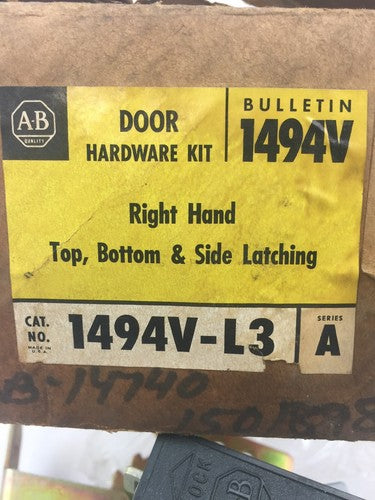 A-B
QUALITY
DOOR
HARDWARE KIT
BULLETIN
1494V
Right Hand
Top, Bottom & Side Latching
CAT.
NO.
MADE IN
U.S.A.
1494V-L3
SERIES
A
B-14740
A-B